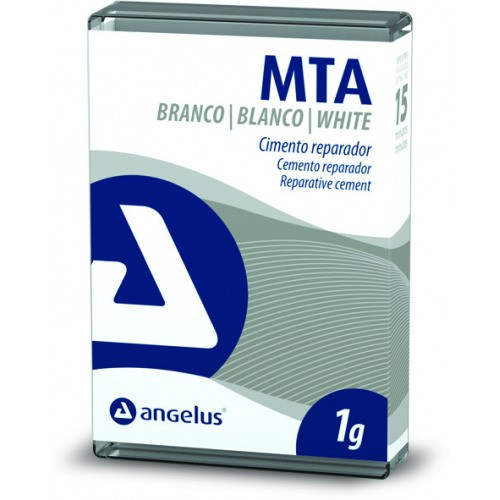 MTA
BRANCO | BLANCO | WHITE
Cimento reparador
Cemento reparador
Reparative cement
15
angelus®
1g